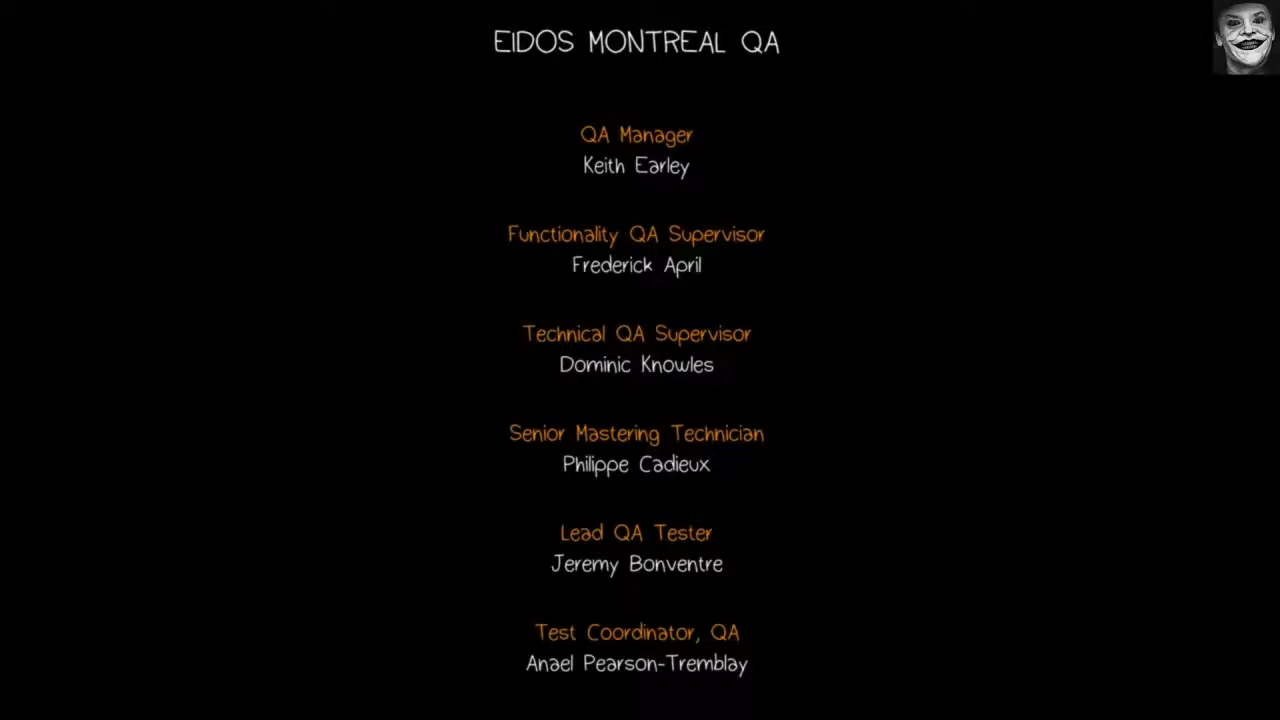 EIDOS MONTREAL QA
QA Manager
Keith Earley
Functionality QA Supervisor
Frederick April
Technical QA Supervisor
Dominic Knowles
Senior Mastering Technician
Philippe Cadieux
Lead QA Tester
Jeremy Bonventre
Test Coordinator, QA
Anael Pearson-Tremblay